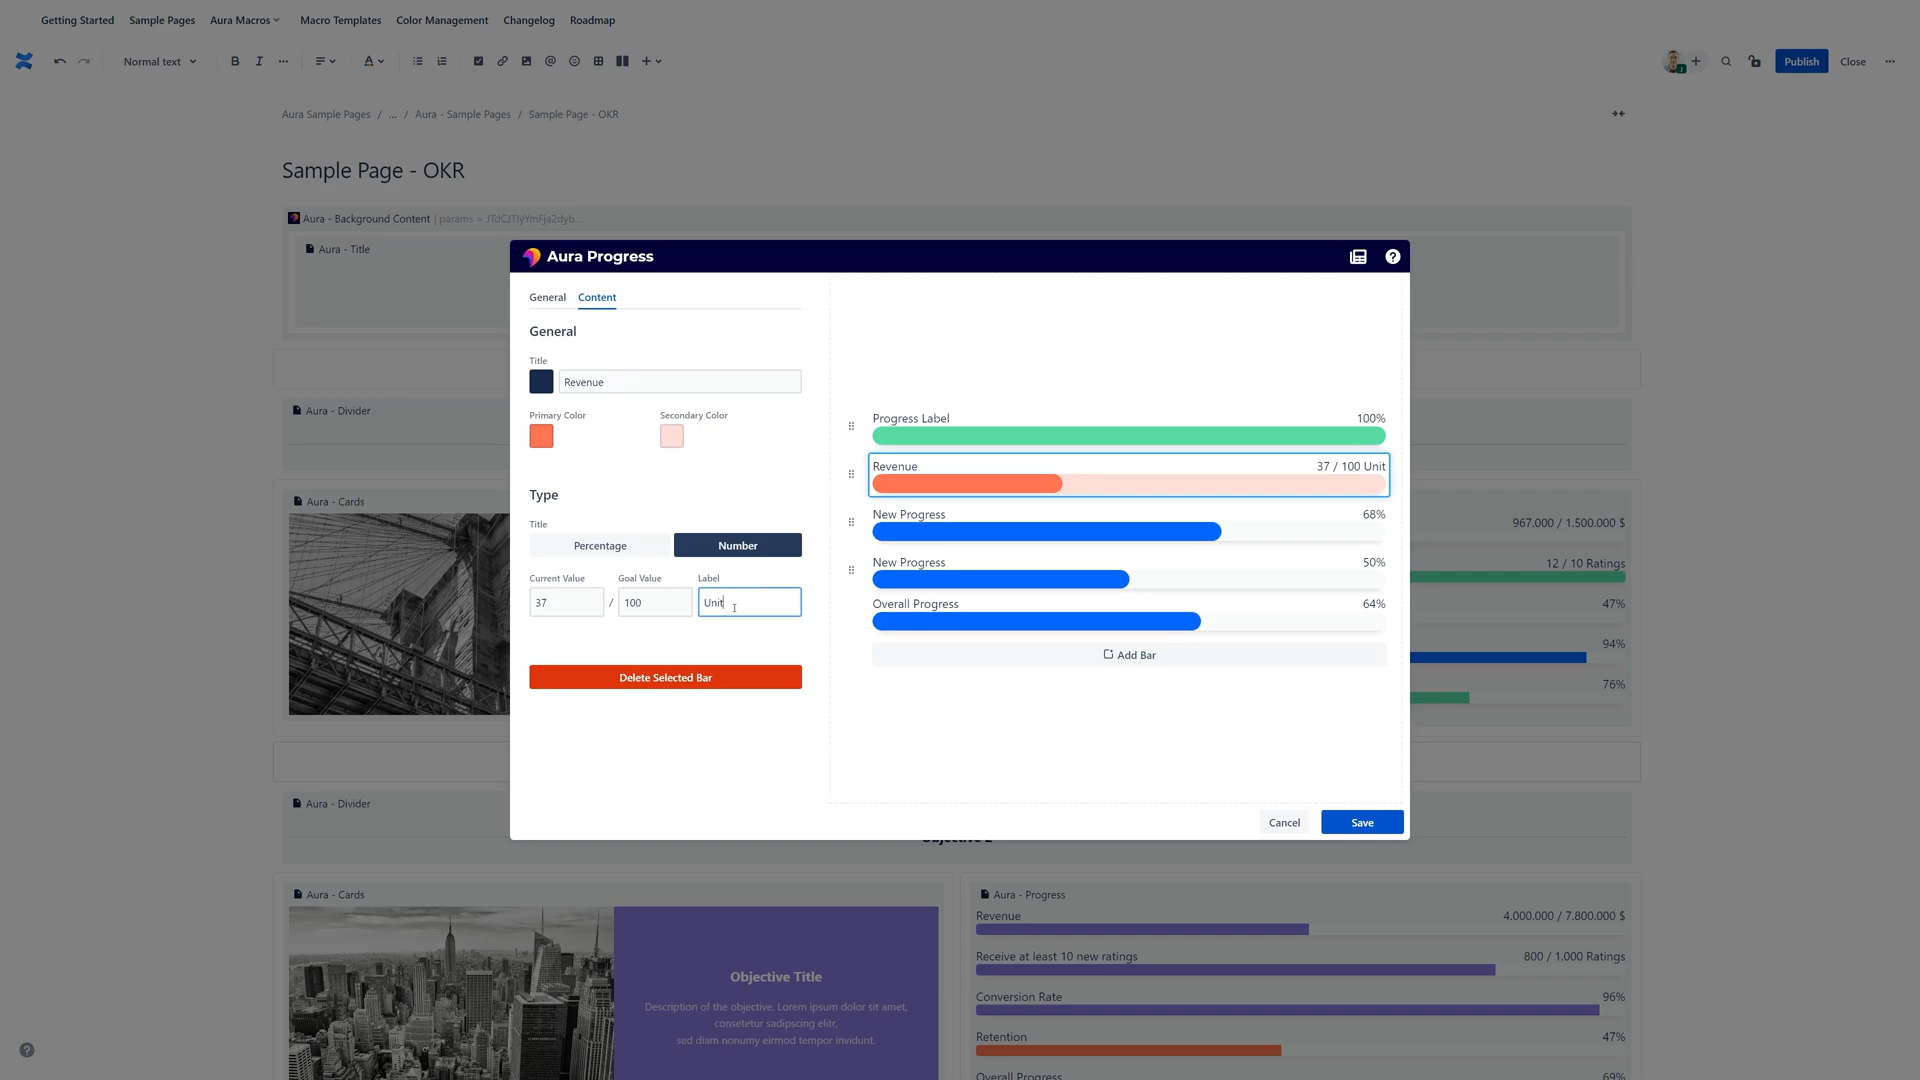 Getting Started Sample Pages Aura Macros Macro Templates Color Management Changelog Roadmap
Normal text B I Publish Close
Aura Sample Pages / ... / Aura - Sample Pages / Sample Page - OKR
Sample Page - OKR
Aura - Background Content | params = JTdCJTIyYmFja2dyb...
Aura - Title
Aura Progress
General Content
General
Title
Revenue
Primary Color Secondary Color
Type
Title
Percentage Number
Current Value Goal Value Label
37 / 100 Unit
Delete Selected Bar
Progress Label 100%
Revenue 37 / 100 Unit
New Progress 68%
New Progress 50%
Overall Progress 64%
Add Bar
Cancel Save
Aura - Divider
Aura - Cards
967.000 / 1.500.000 $
12 / 10 Ratings
47%
94%
76%
Aura - Divider
Aura - Cards
Objective Title
Description of the objective. Lorem ipsum dolor sit amet,
consetetur sadipscing elitr,
sed diam nonumy eirmod tempor invidunt.
Aura - Progress
Revenue 4.000.000 / 7.800.000 $
Receive at least 10 new ratings 800 / 1.000 Ratings
Conversion Rate 96%
Retention 47%
Overall Progress 69%